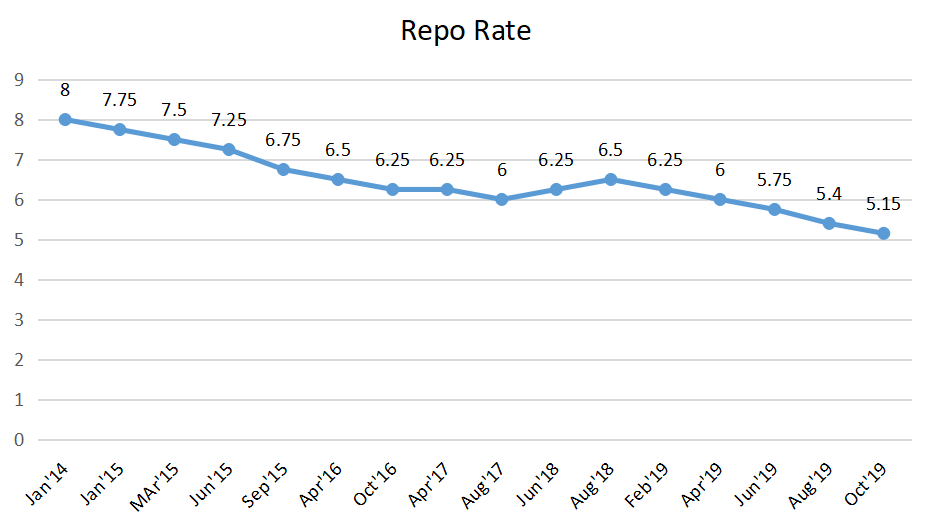 Repo Rate
9
8
7
6
5
4
3
2
1
0
8
7.75
7.5
7.25
6.75
6.5
6.25
6.25
6
6.25
6.5
6.25
6
5.75
5.4
5.15
Jan'14
Jan'15
MAr'15
Jun'15
Sep'15
Apr'16
Oct'16
Apr'17
Aug'17
Jun'18
Aug'18
Feb'19
Apr'19
Jun'19
Aug'19
Oct'19